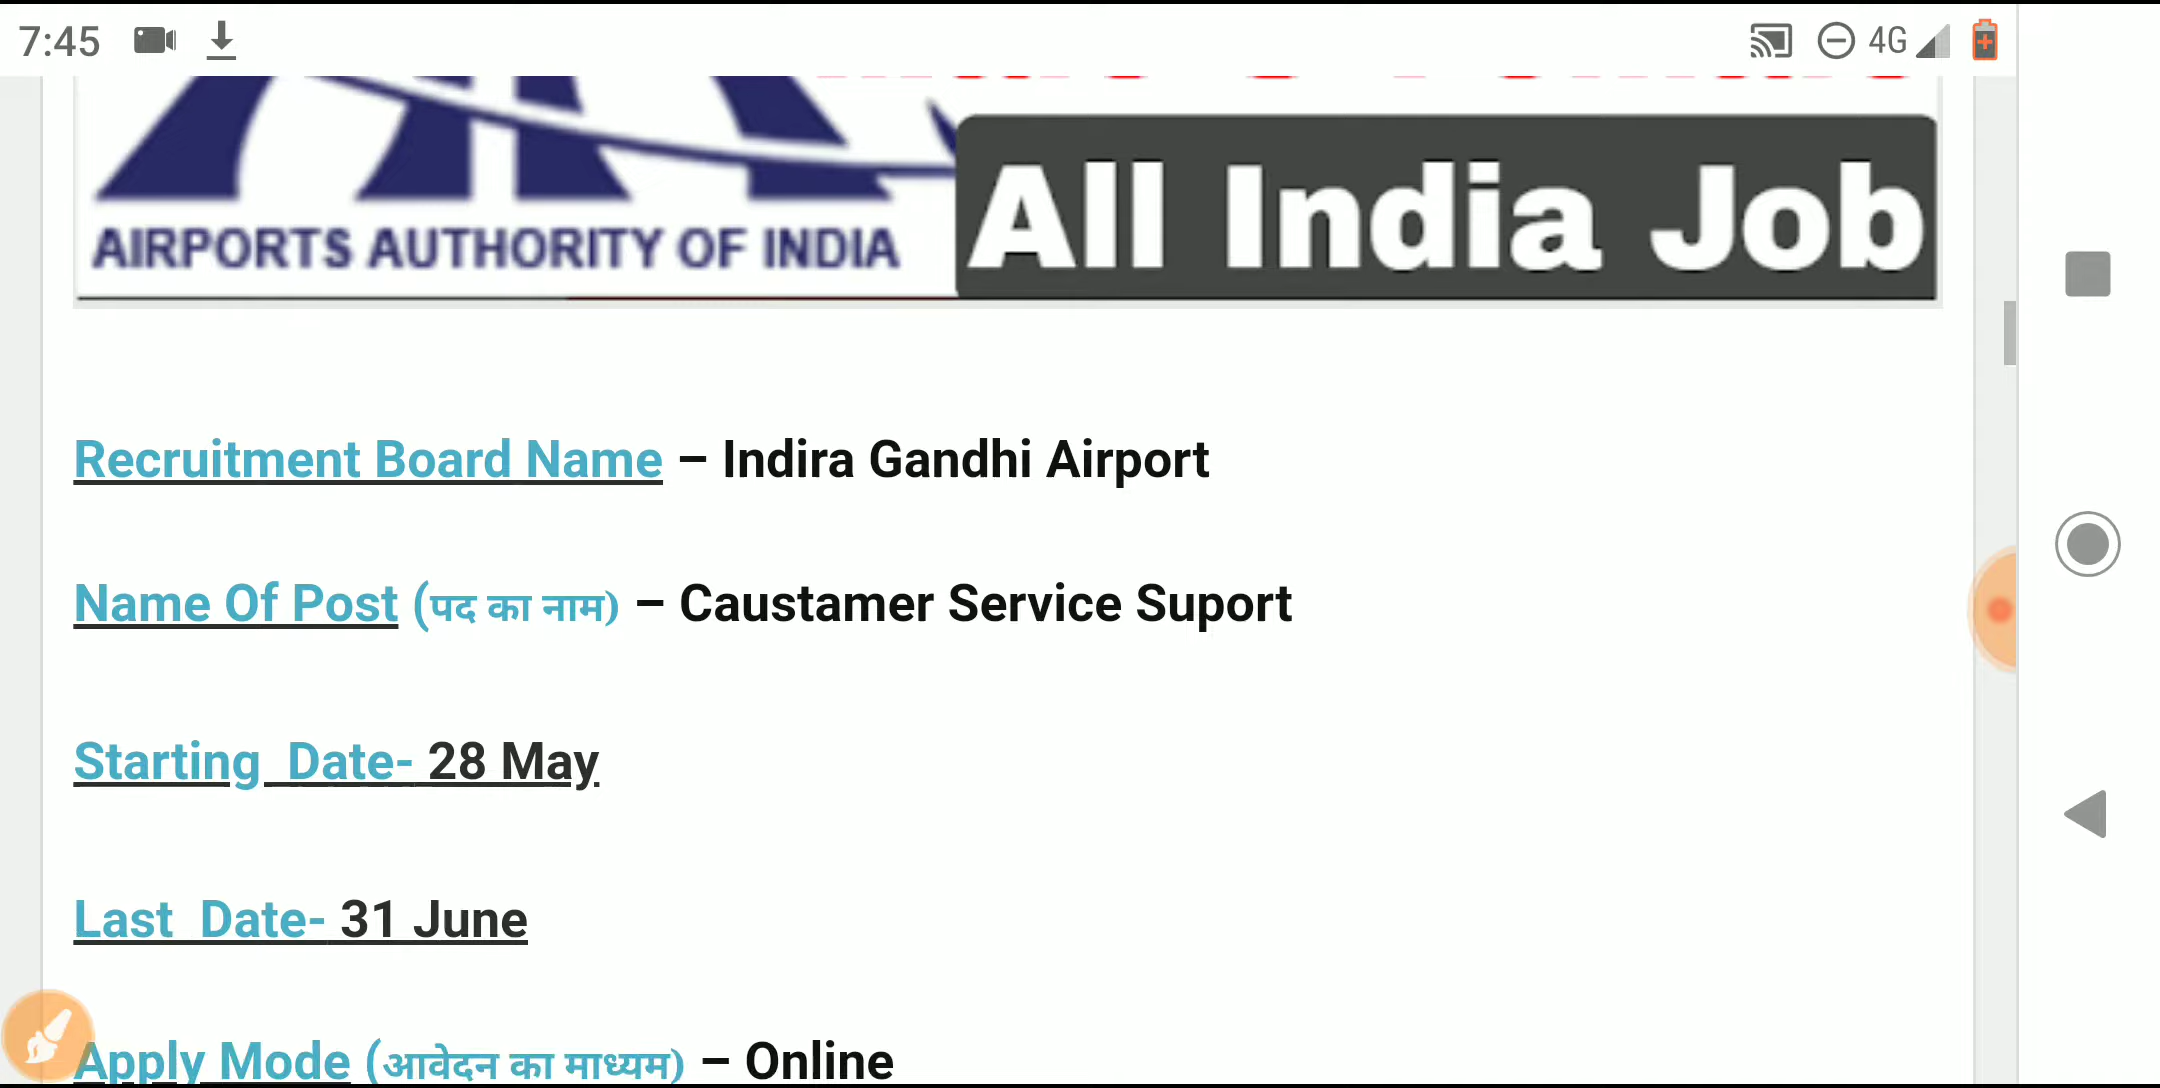 7:45 4G
AIRPORTS AUTHORITY OF INDIA
All India Job
Recruitment Board Name – Indira Gandhi Airport
Name Of Post (पद का नाम) – Caustamer Service Suport
Starting Date- 28 May
Last Date- 31 June
Apply Mode (आवेदन का माध्यम) – Online